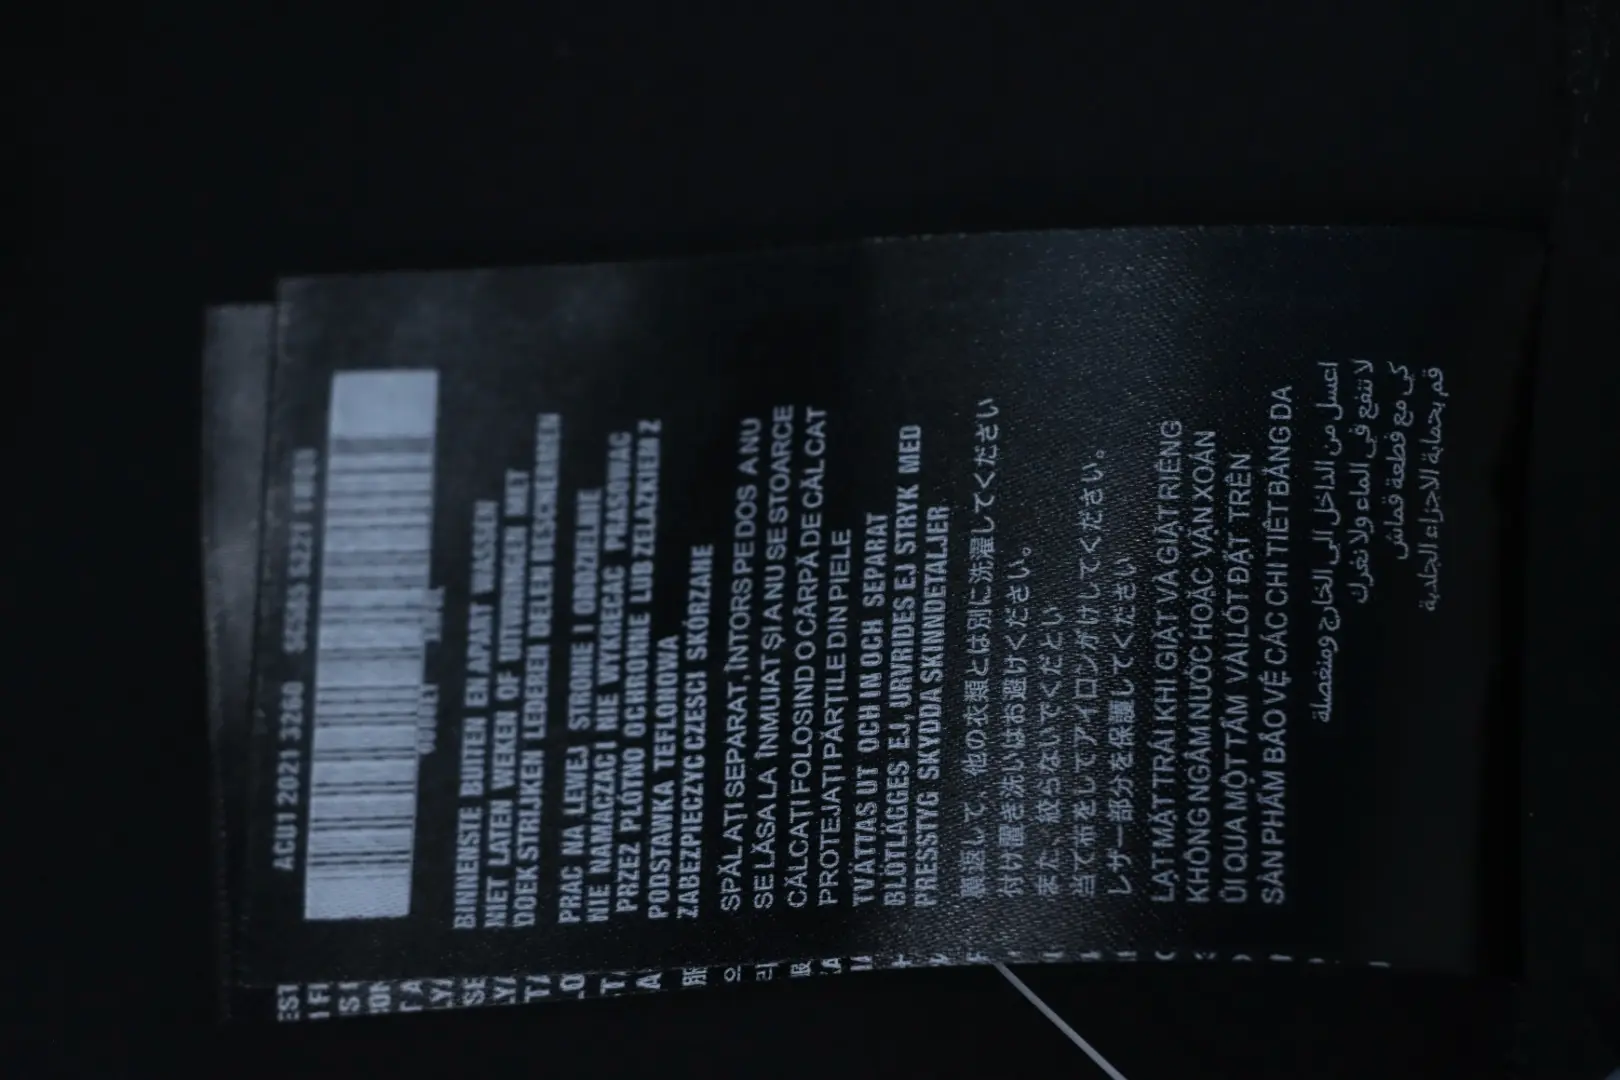 ACU1 2021 3260
BINNENSTE BUITEN EN APART WASSEN
NIET LATEN WEKEN OF UITWRINGEN MET
DOEK STRIJKEN LEDEREN DELEN BESCHERMEN
PRAC NA LEWEJ STRONIE I ODDZIELNIE
NIE NAMACZAC I NIE WYKRECAC PRASOWAC
PRZEZ PLÓTNO OCHRONNE LUB ZELAZKIEM Z
PODSTAWKA TEFLONOWA
ZABEZPIECZYC CZESCI SKÓRZANE
SPĂLAȚI SEPARAT, ÎNTORS PE DOS A NU
SE LĂSA LA ÎNMUIAT ȘI A NU SE STOARCE
CĂLCAȚI FOLOSIND O CÂRPĂ DE CĂLCAT
PROTEJAȚI PĂRȚILE DIN PIELE
TVÄTTAS UT OCH IN OCH SEPARAT
BLÖTLÄGGES EJ, URVRIDES EJ STRYK MED
PRESSTYG SKYDDA SKINNDETALJER
裏返して、他の衣類とは別に洗濯してください
付け置き洗いはお避けください。
また、絞らないでくだとい
当て布をしてアイロンがけしてください。
レザー部分を保護してください
LẠT MẶT TRÁI KHI GIẶT VÀ GIẶT RIÊNG
KHÔNG NGÂM NƯỚC HOẶC VẶN XOẮN
ỦI QUA MỘT TẤM VẢI LÓT ĐẶT TRÊN
SẢN PHẨM BẢO VỆ CÁC CHI TIẾT BẰNG DA
اغسل من الداخل الى الخارج ومنفصلة
لا تنقع في الماء ولا تعرك
كي مع قطعة قماش
قم بحماية الاجزاء الجلدية